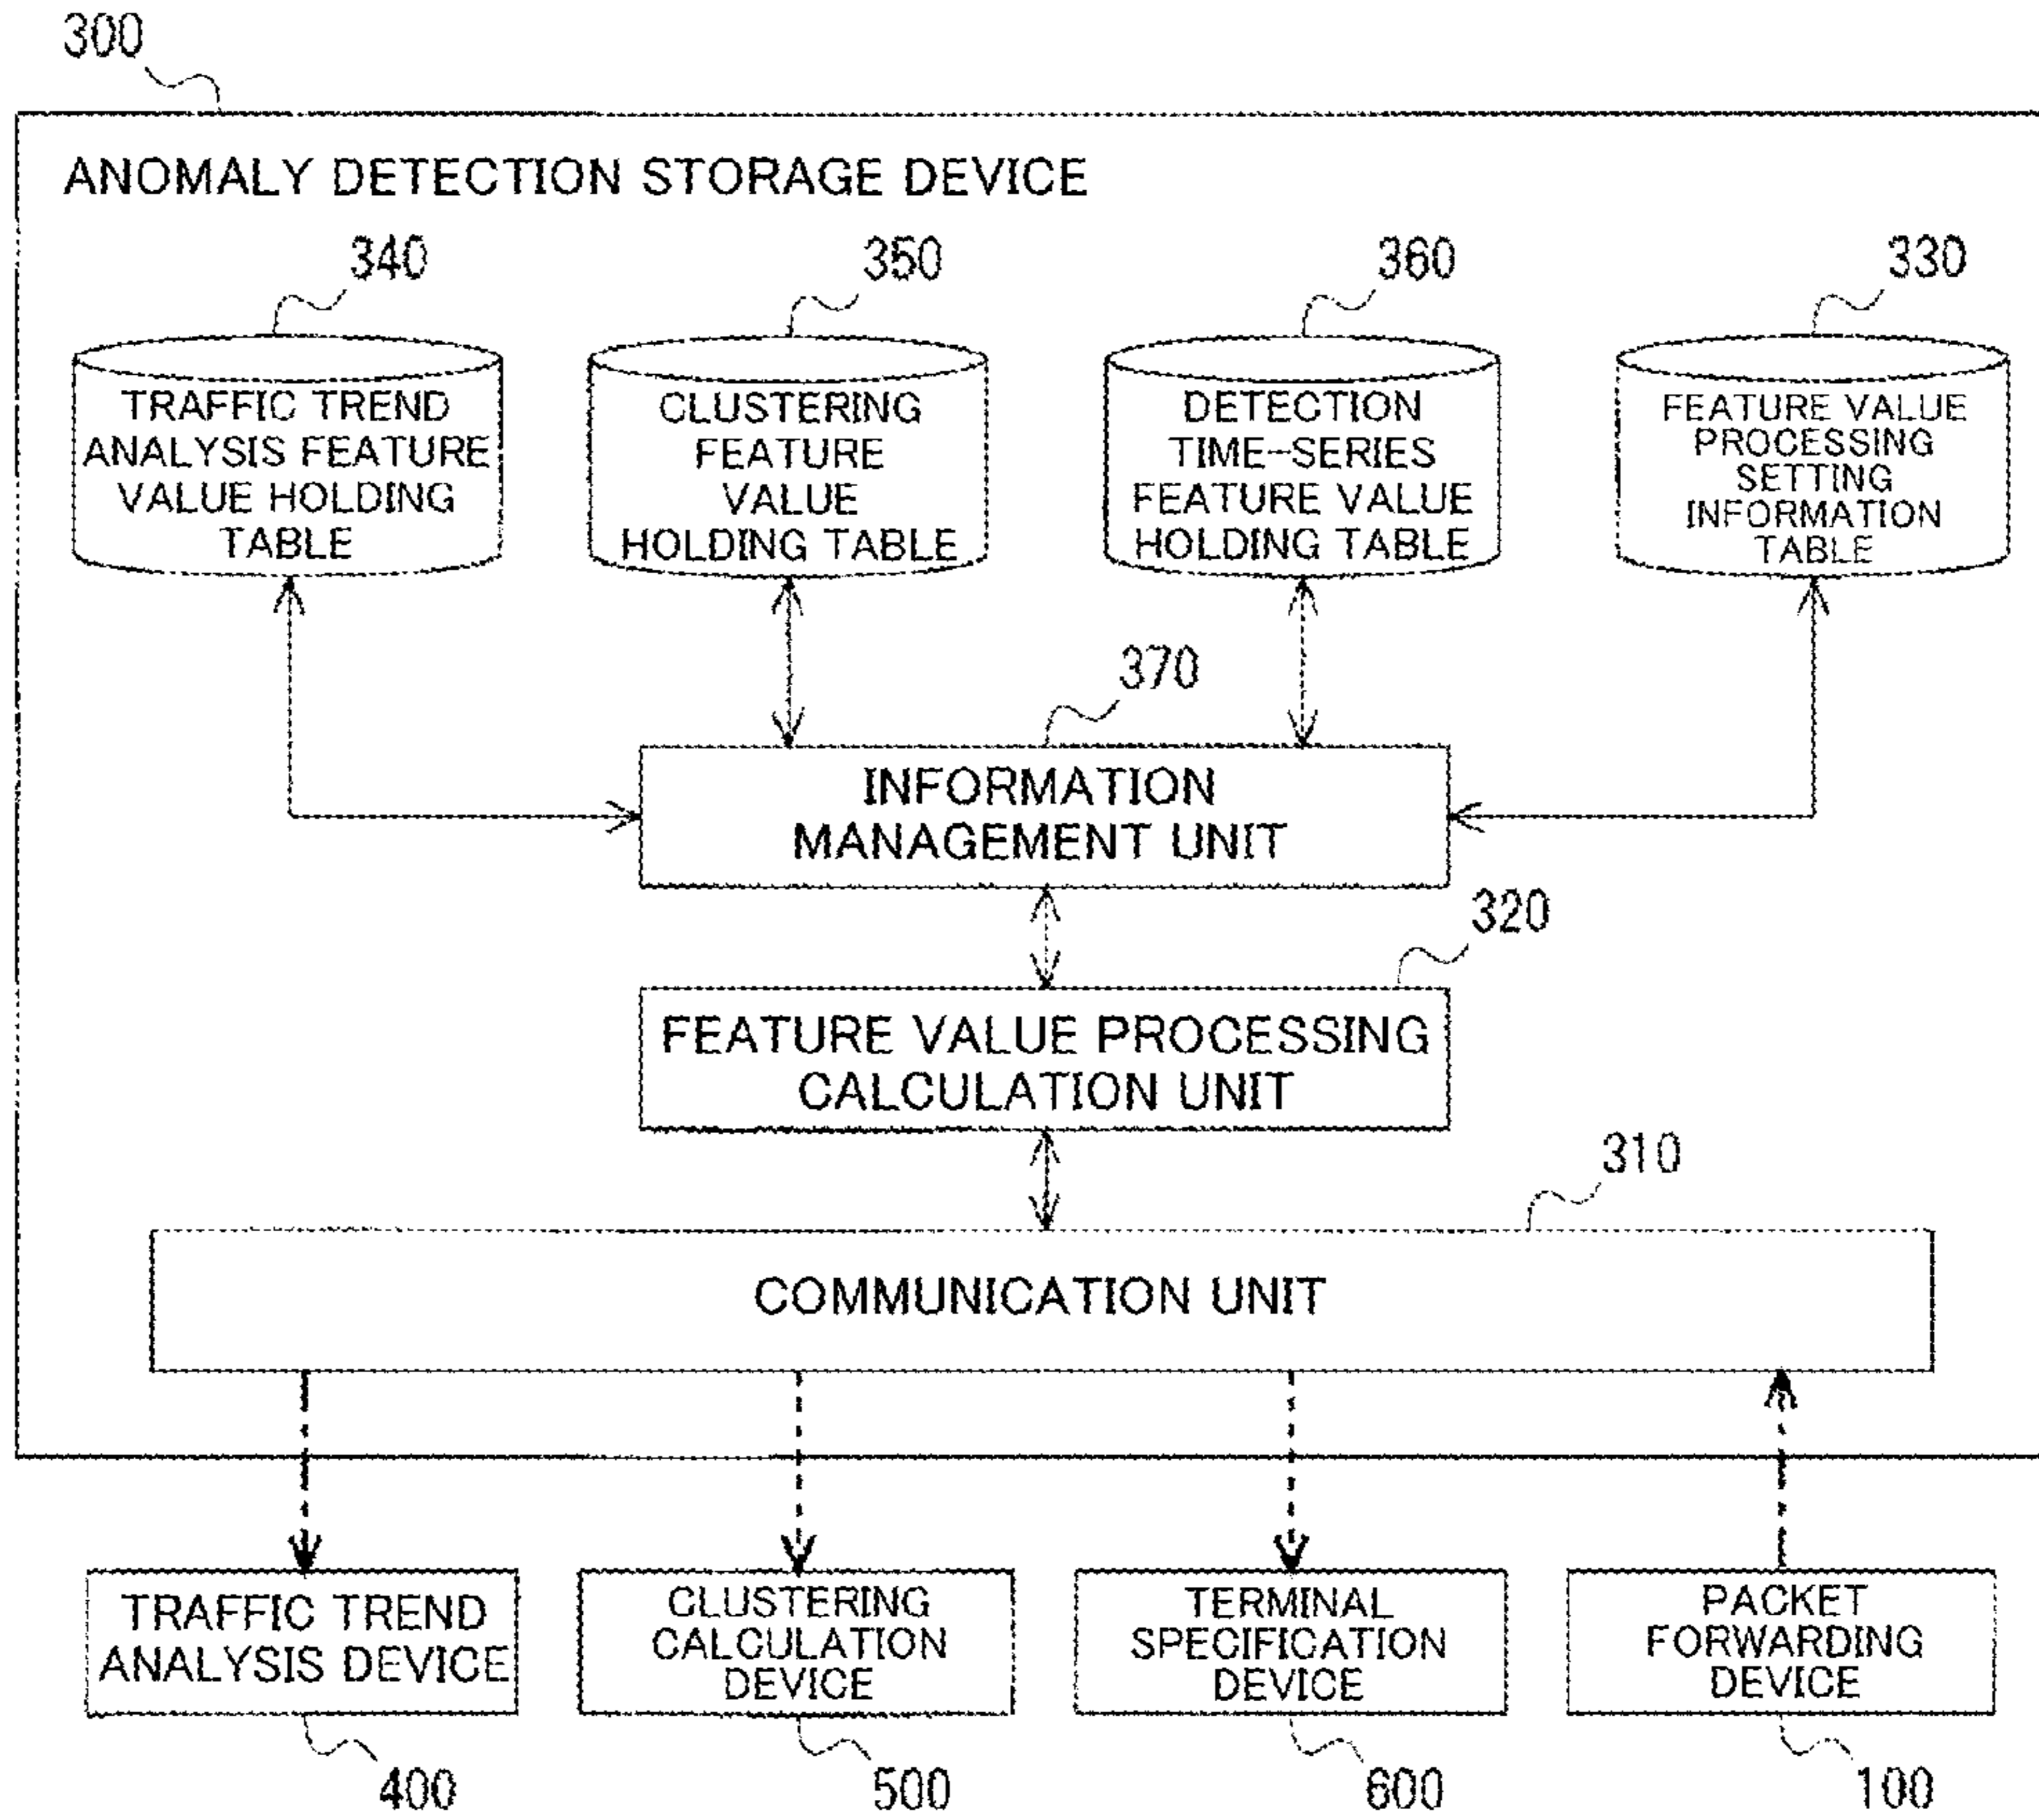 300
ANOMALY DETECTION STORAGE DEVICE
340
350
360
330
TRAFFIC TREND
ANALYSIS FEATURE
VALUE HOLDING
TABLE
CLUSTERING
FEATURE
VALUE
HOLDING TABLE
DETECTION
TIME-SERIES
FEATURE VALUE
HOLDING TABLE
FEATURE VALUE
PROCESSING
SETTING
INFORMATION
TABLE
370
INFORMATION
MANAGEMENT UNIT
320
FEATURE VALUE PROCESSING
CALCULATION UNIT
310
COMMUNICATION UNIT
TRAFFIC TREND
ANALYSIS DEVICE
CLUSTERING
CALCULATION
DEVICE
TERMINAL
SPECIFICATION
DEVICE
PACKET
FORWARDING
DEVICE
400
500
600
100